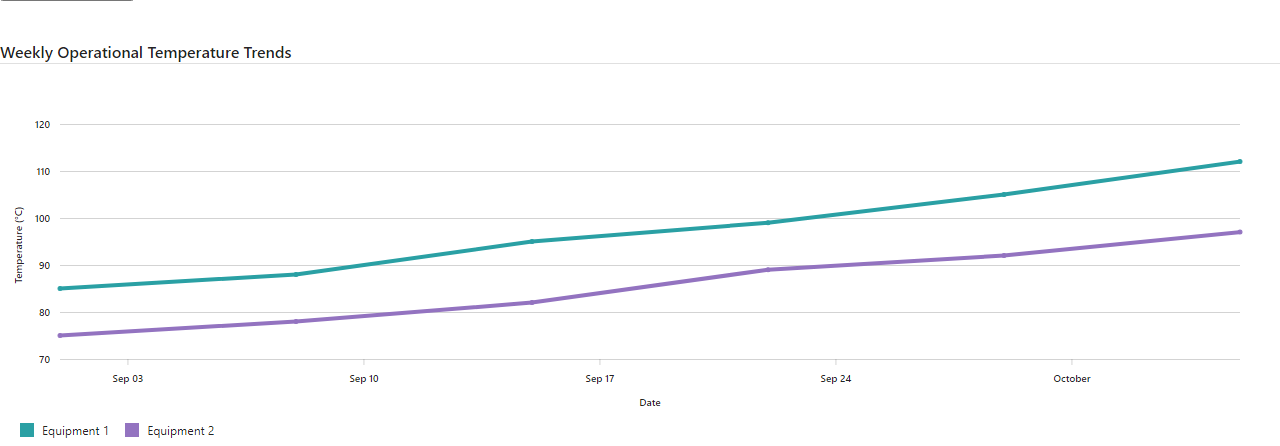 Weekly Operational Temperature Trends
120
110
100
90
80
70
Temperature (°C)
Sep 03 Sep 10 Sep 17 Sep 24 October
Date
Equipment 1 Equipment 2